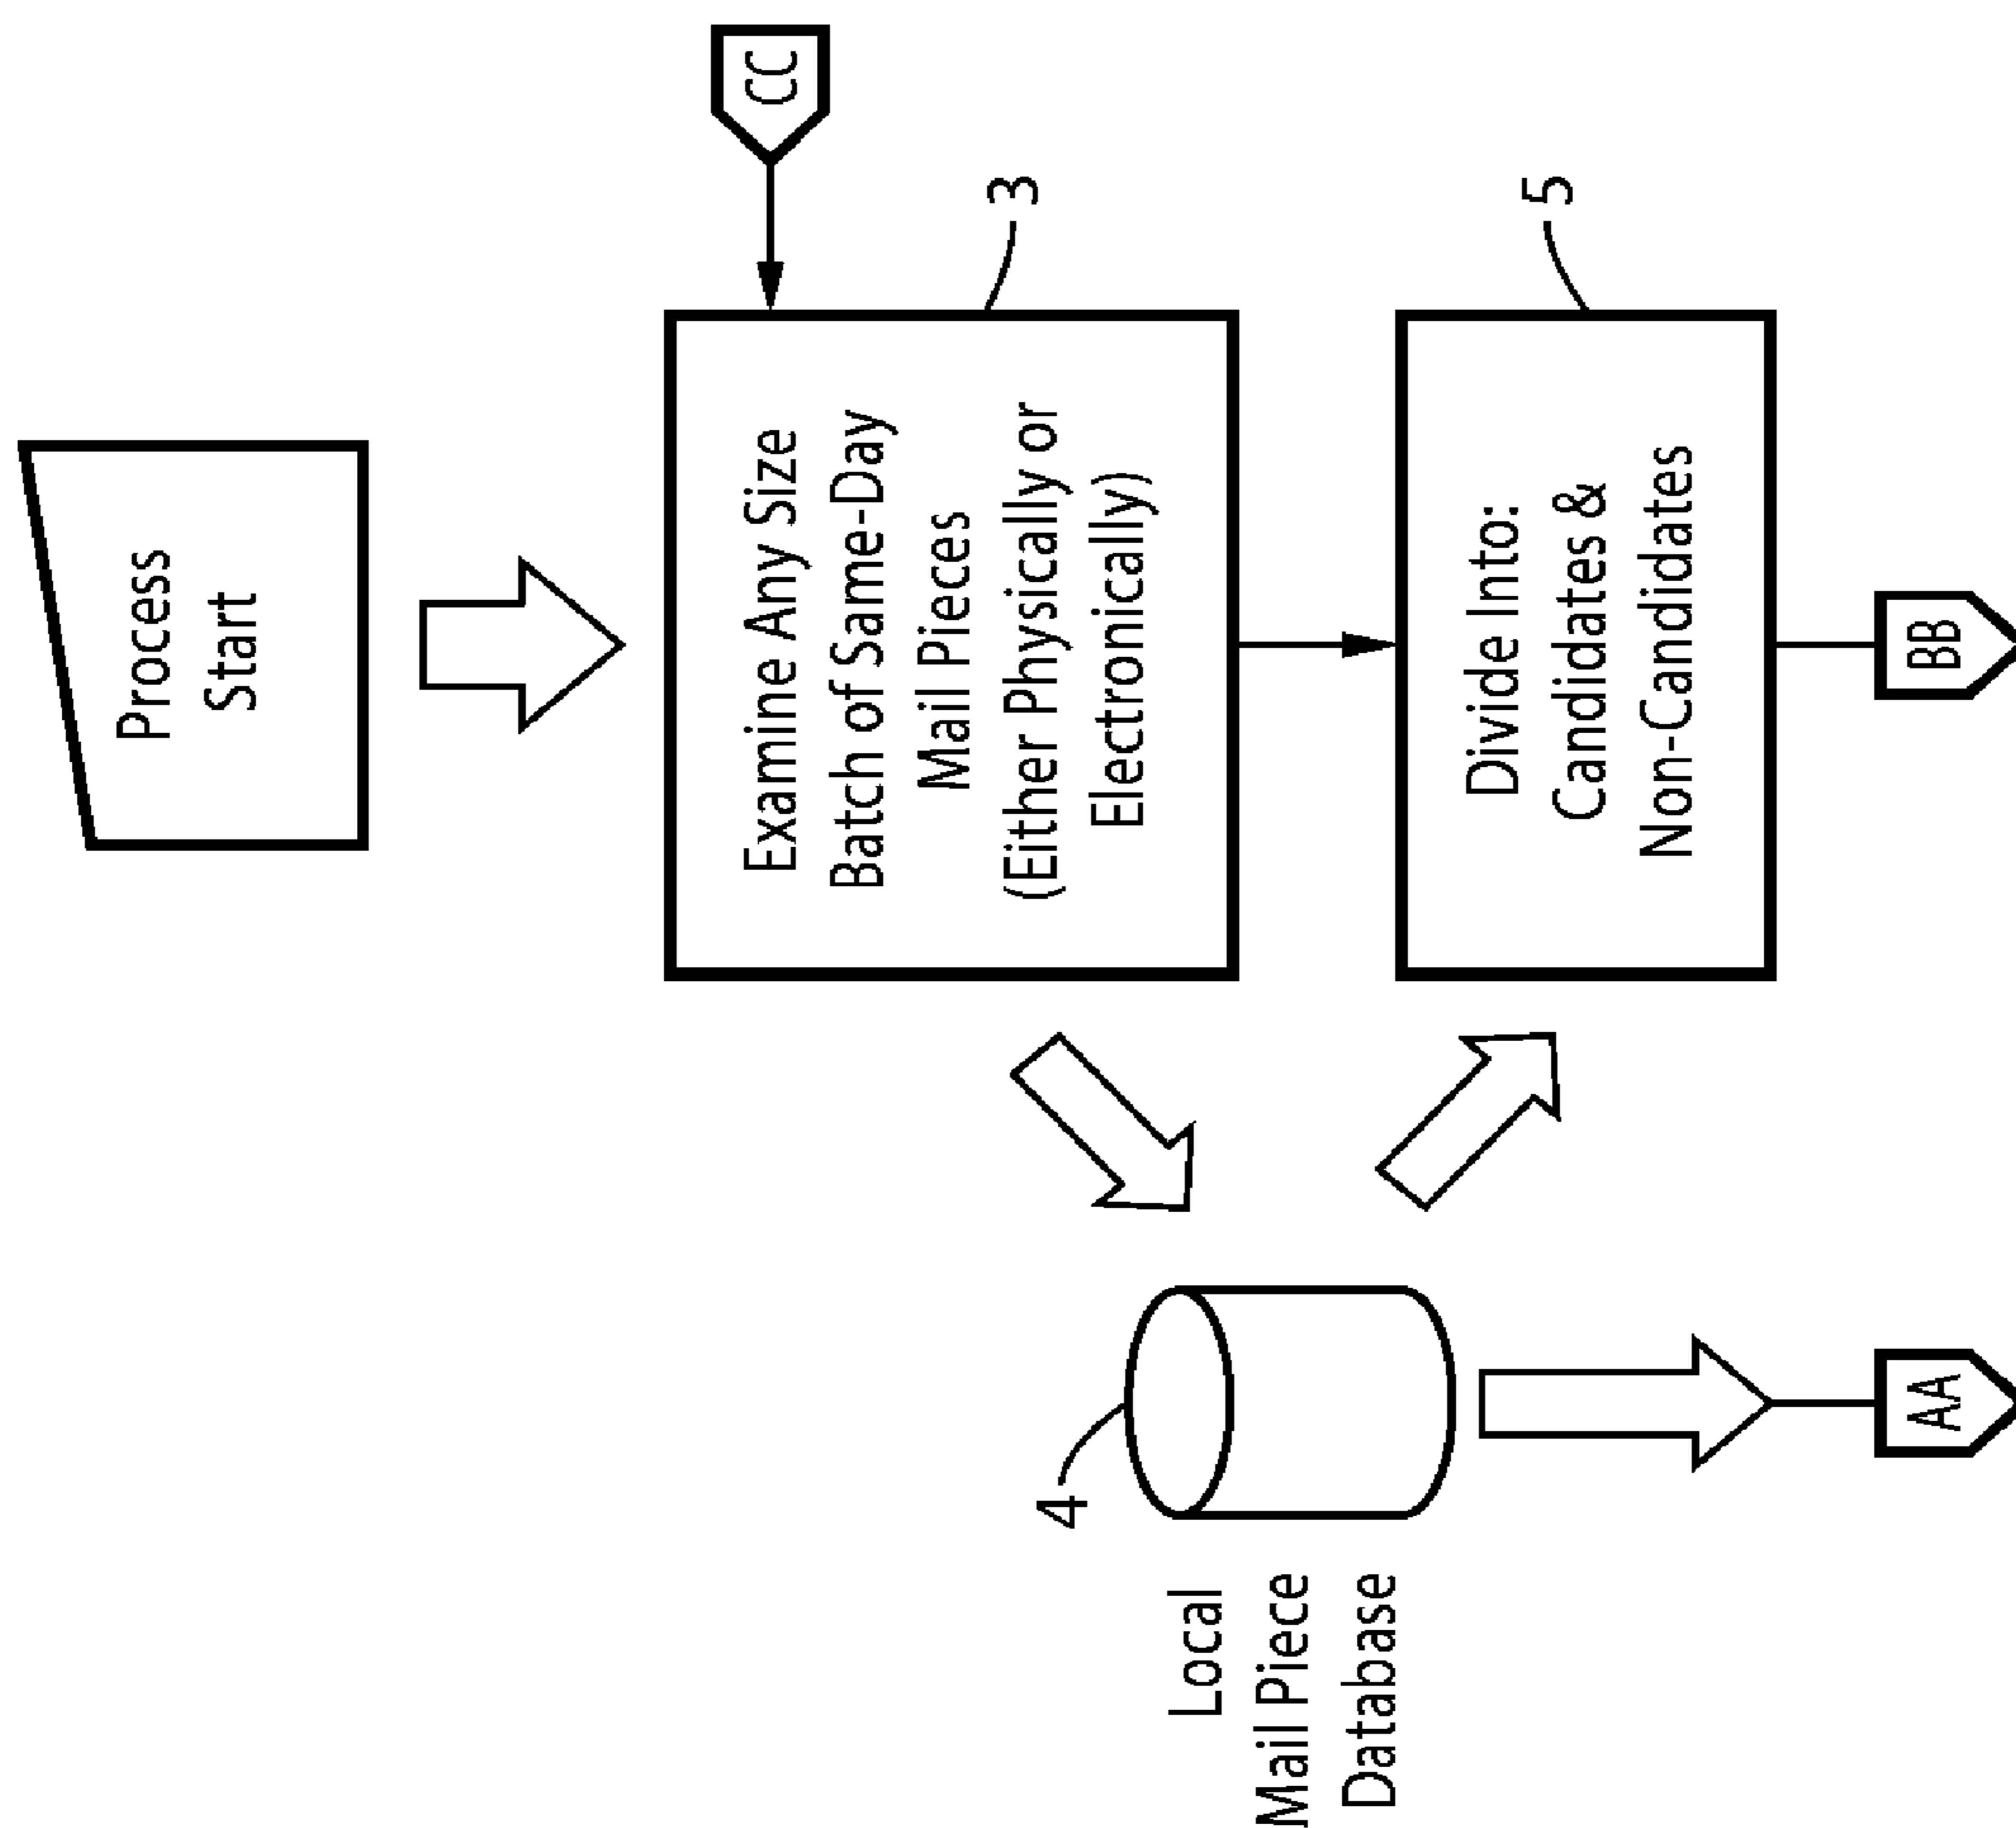 Process
Start
CC
3
Examine Any Size
Batch of Same-Day
Mail Pieces
(Either Physically or
Electronically)
4
Local
Mail Piece
Database
5
Divide Into:
Candidates &
Non-Candidates
AA
BB